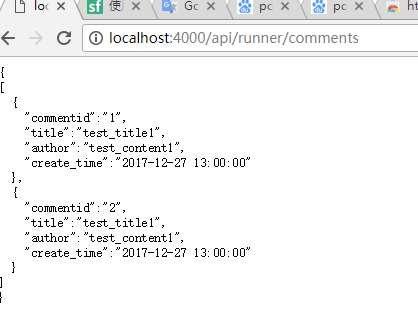 loc
使
Go
pc
pc
ht
localhost:4000/api/runner/comments
{
[
  {
    "commentid":"1",
    "title":"test_title1",
    "author":"test_content1",
    "create_time":"2017-12-27 13:00:00"
  },
  {
    "commentid":"2",
    "title":"test_title1",
    "author":"test_content1",
    "create_time":"2017-12-27 13:00:00"
  }
]
}